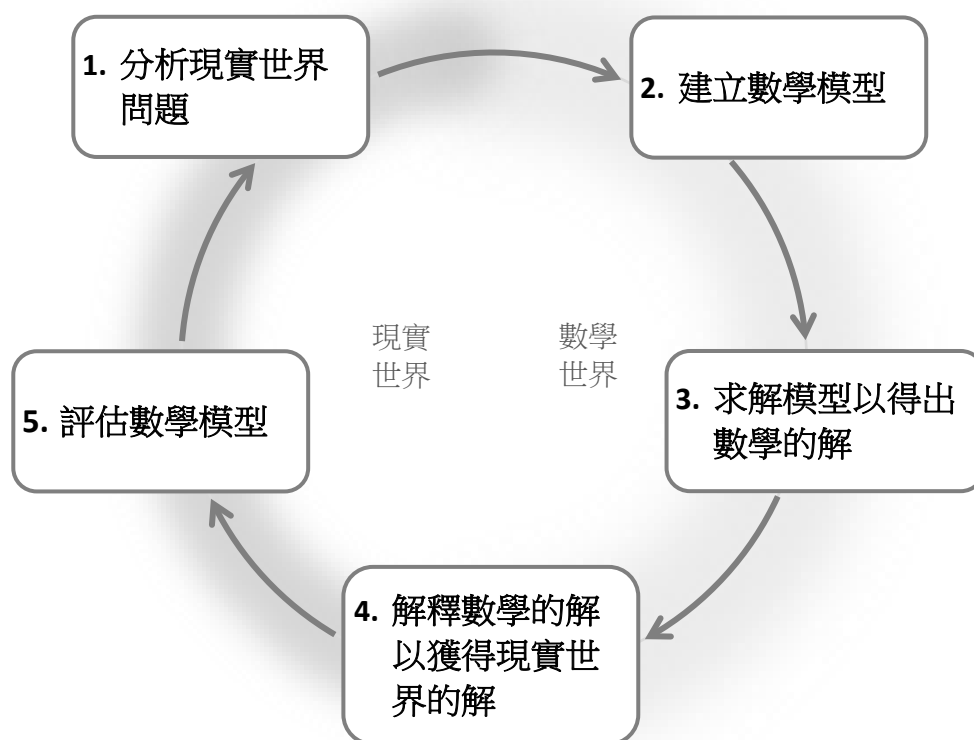 1. 分析現實世界
問題
2. 建立數學模型
現實
世界
數學
世界
3. 求解模型以得出
數學的解
5. 評估數學模型
4. 解釋數學的解
以獲得現實世
界的解